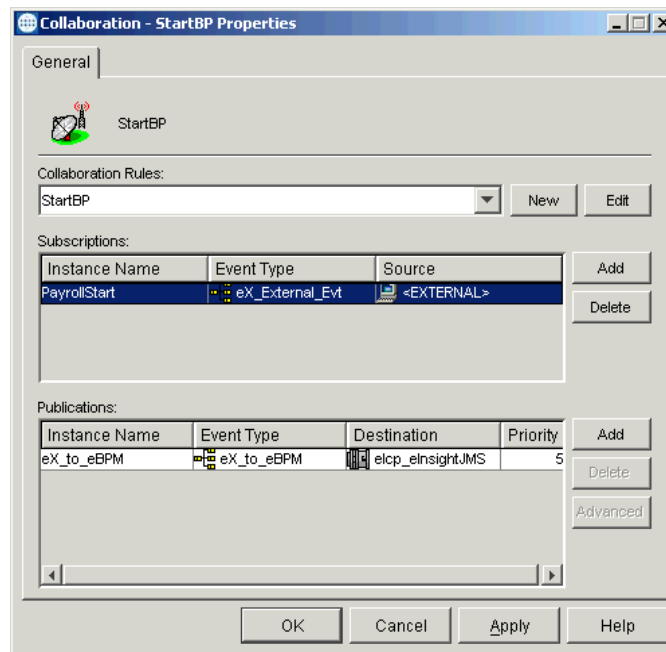 Collaboration - StartBP Properties
General
StartBP
Collaboration Rules:
StartBP New Edit
Subscriptions:
Instance Name Event Type Source Add
PayrollStart eX_External_Evt <EXTERNAL>
Delete
Publications:
Instance Name Event Type Destination Priority Add
eX_to_eBPM eX_to_eBPM elcp_eInsightJMS 5
Delete
Advanced
OK Cancel Apply Help